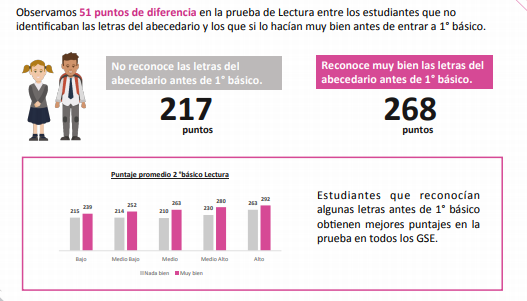 Observamos 51 puntos de diferencia en la prueba de Lectura entre los estudiantes que no
identificaban las letras del abecedario y los que si lo hacían muy bien antes de entrar a 1° básico.
No reconoce las letras del
abecedario antes de 1° básico.
217
puntos
Reconoce muy bien las letras del
abecedario antes de 1° básico.
268
puntos
Puntaje promedio 2 °básico Lectura
215 239 214 252 210 263 230 280 263 292
Bajo Medio Bajo Medio Medio Alto Alto
Nada bien Muy bien
Estudiantes que reconocían
algunas letras antes de 1° básico
obtienen mejores puntajes en la
prueba en todos los GSE.